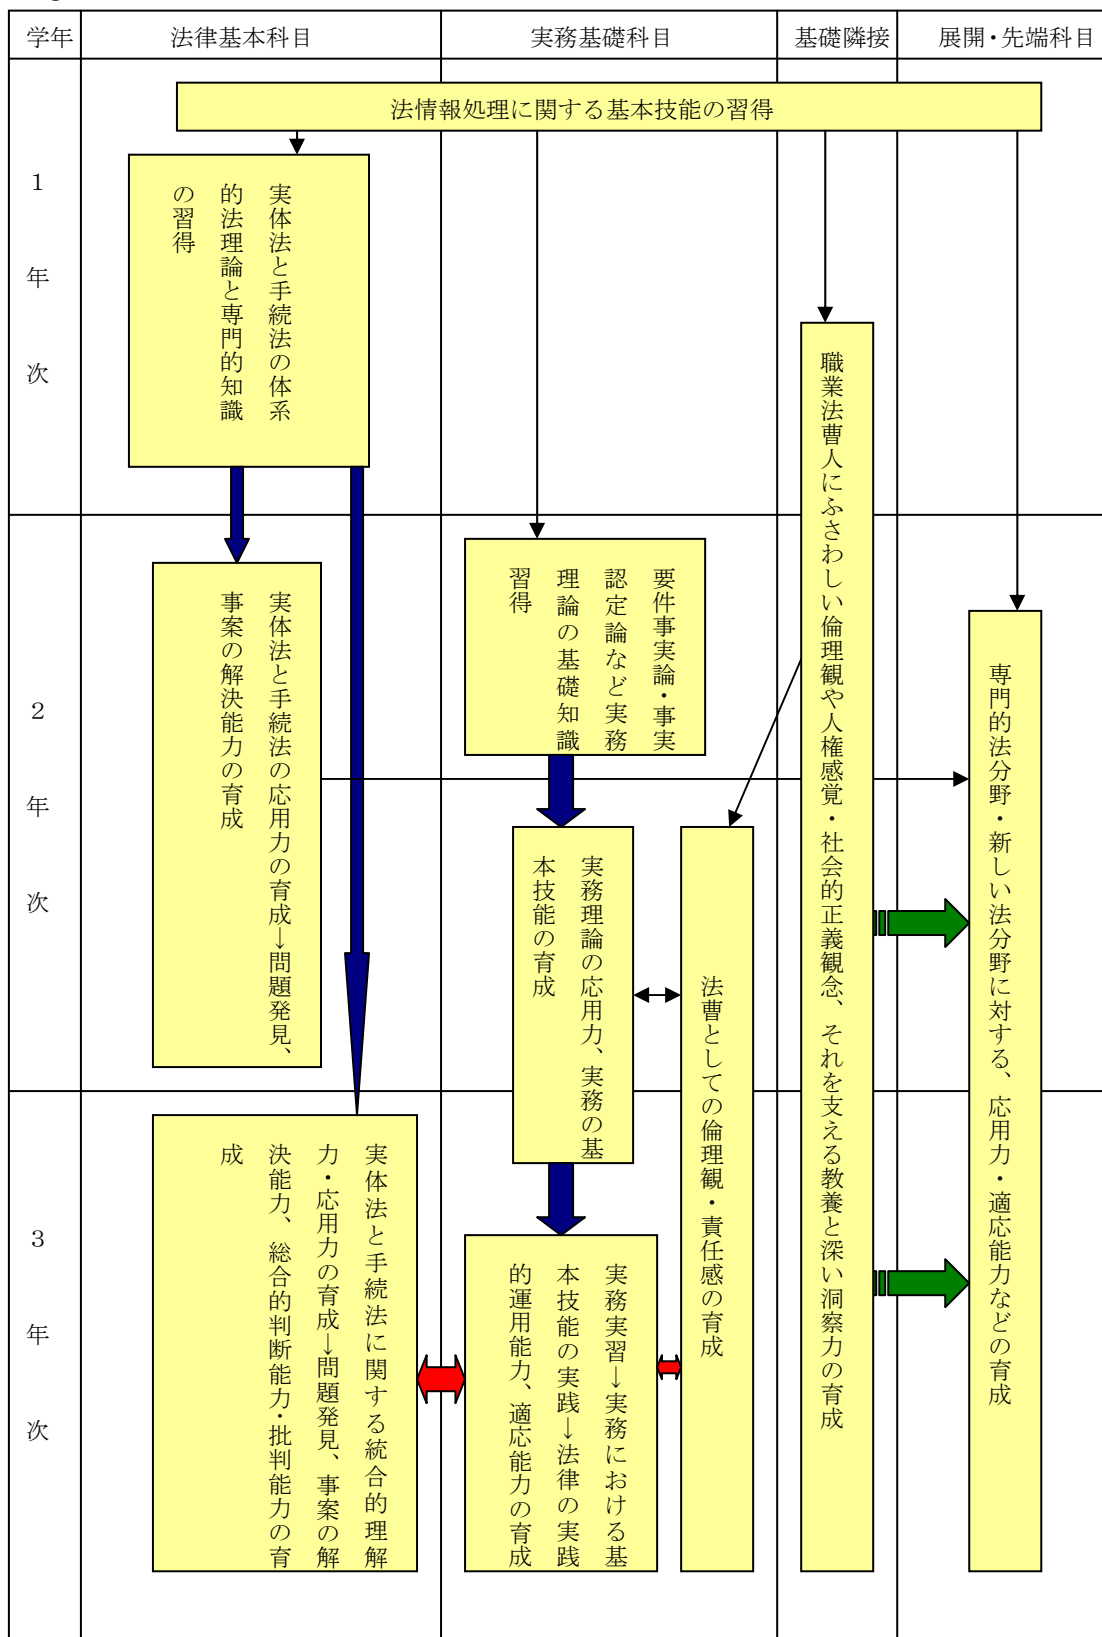 学年
法律基本科目
実務基礎科目
基礎隣接
展開・先端科目
法情報処理に関する基本技能の習得
1
年
次
実体法と手続法の体系
的法理論と専門的知識
の習得
職業法曹人にふさわしい倫理観や人権感覚・社会的正義観念、それを支える教養と深い洞察力の育成
2
年
次
実体法と手続法の応用力の育成→問題発見、
事案の解決能力の育成
要件事実論・事実
認定論など実務
理論の基礎知識
習得
実務理論の応用力、実務の基
本技能の育成
法曹としての倫理観・責任感の育成
専門的法分野・新しい法分野に対する、応用力・適応能力などの育成
3
年
次
実体法と手続法に関する統合的理解
力・応用力の育成→問題発見、事案の解
決能力、総合的判断能力・批判能力の育
成
実務実習→実務における基
本技能の実践→法律の実践
的運用能力、適応能力の育成